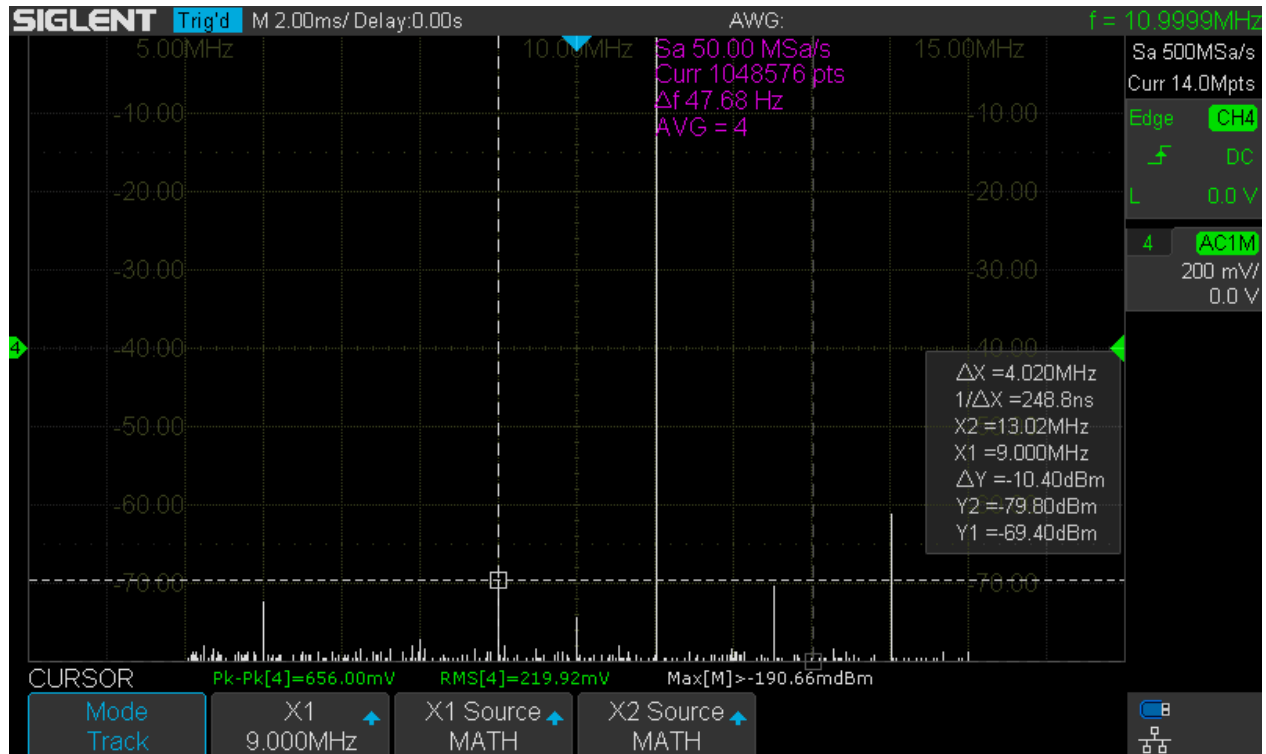 SIGLENT Trig'd M 2.00ms/ Delay:0.00s AWG: f = 10.9999MHz
5.00MHz 10.00MHz 15.00MHz
Sa 50.00 MSa/s
Curr 1048576 pts
Δf 47.68 Hz
AVG = 4
Sa 500MSa/s
Curr 14.0Mpts
Edge CH4
DC
L 0.0 V
4 AC1M
200 mV/
0.0 V
-10.00 -10.00
-20.00 -20.00
-30.00 -30.00
-40.00 -40.00
-50.00
-60.00
-70.00 -70.00
4
ΔX =4.020MHz
1/ΔX =248.8ns
X2 =13.02MHz
X1 =9.000MHz
ΔY =-10.40dBm
Y2 =-79.80dBm
Y1 =-69.40dBm
CURSOR Pk-Pk[4]=656.00mV RMS[4]=219.92mV Max[M]>-190.66mdBm
Mode
Track
X1
9.000MHz
X1 Source
MATH
X2 Source
MATH